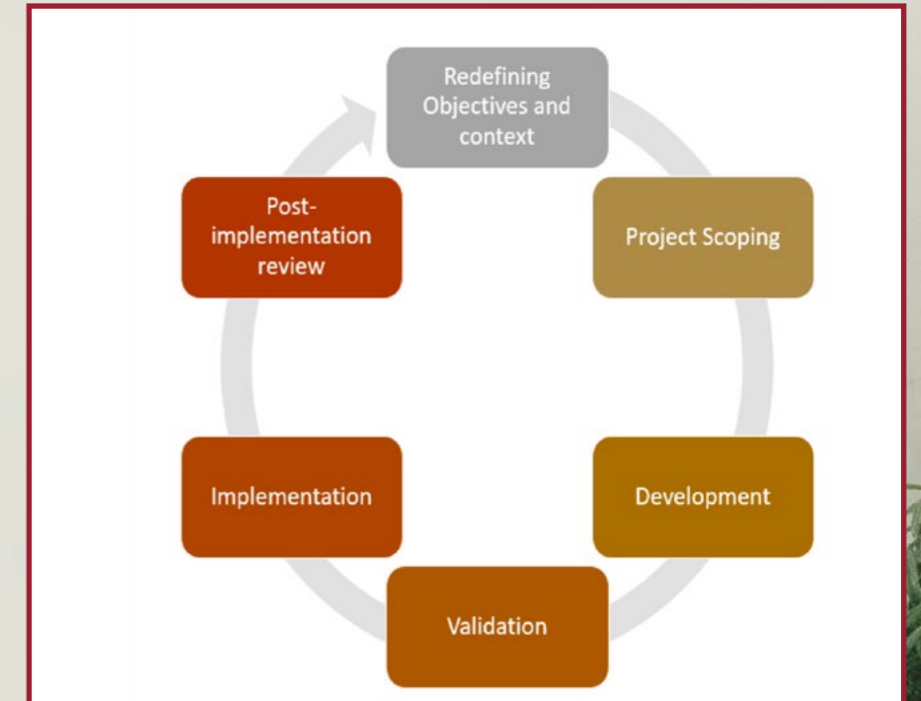 Redefining
Objectives and
context
Project Scoping
Development
Validation
Implementation
Post-
implementation
review